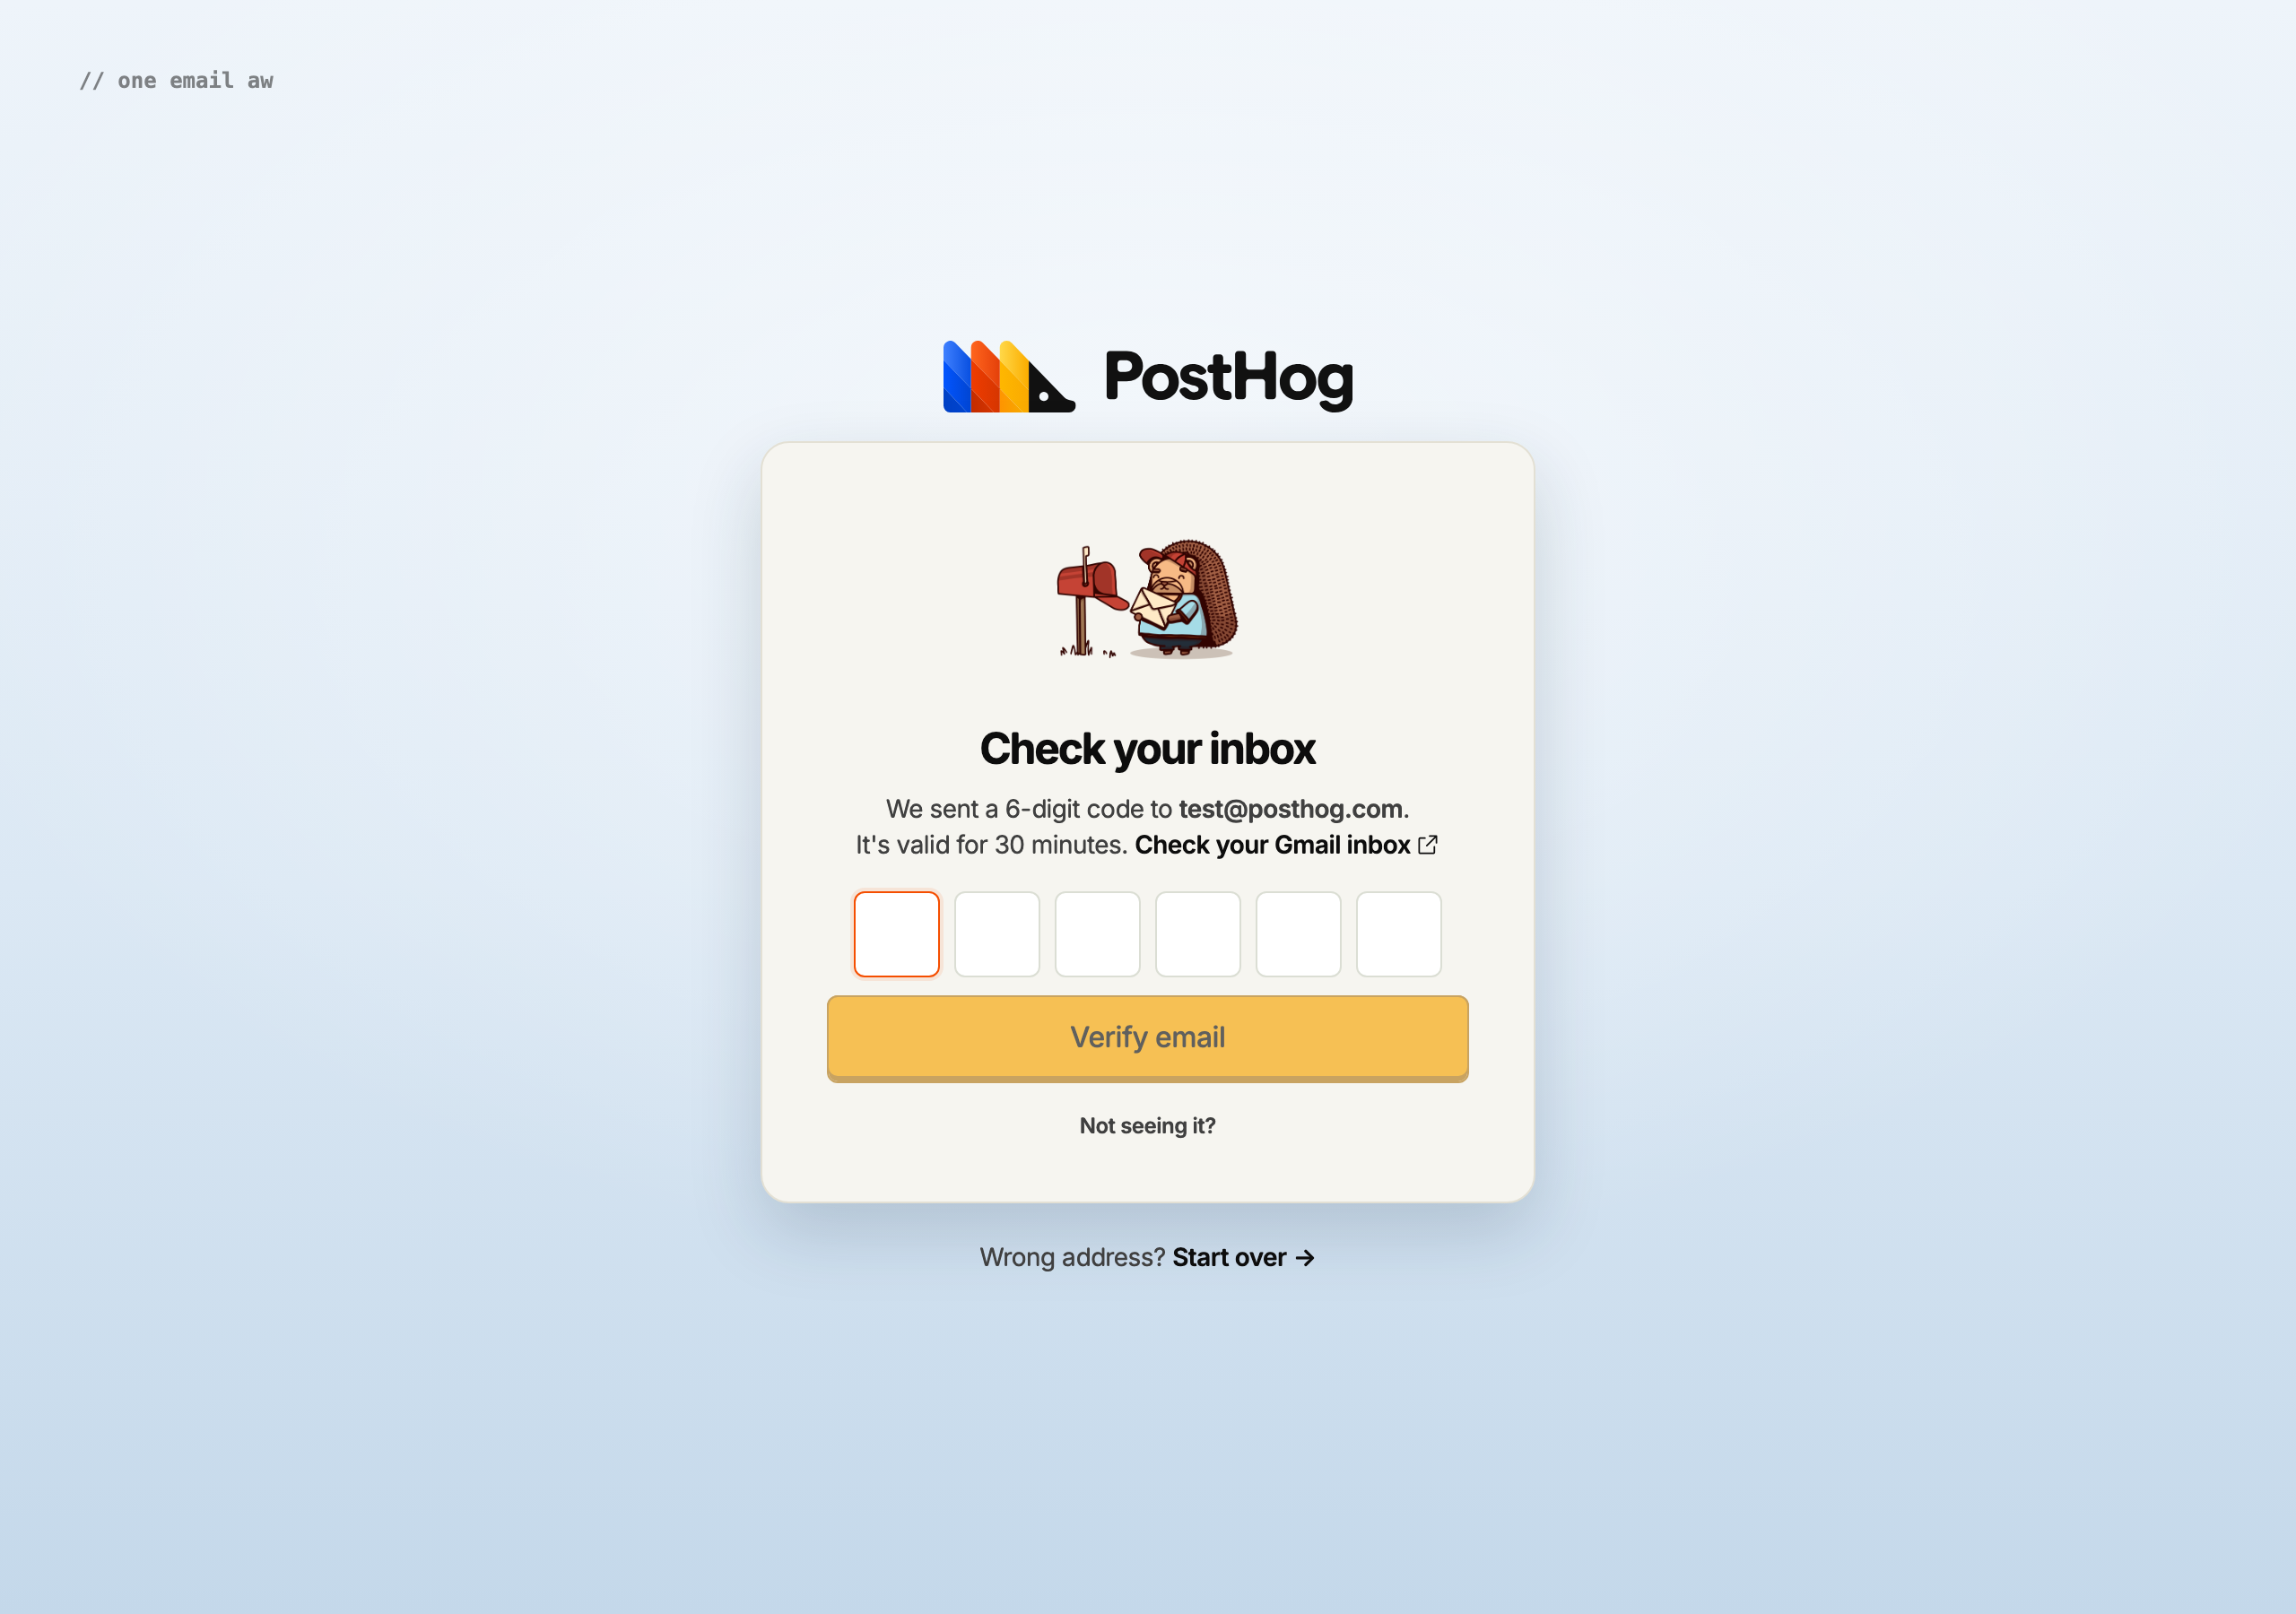 // one email aw
PostHog
Check your inbox
We sent a 6-digit code to test@posthog.com.
It's valid for 30 minutes. Check your Gmail inbox
Verify email
Not seeing it?
Wrong address? Start over →